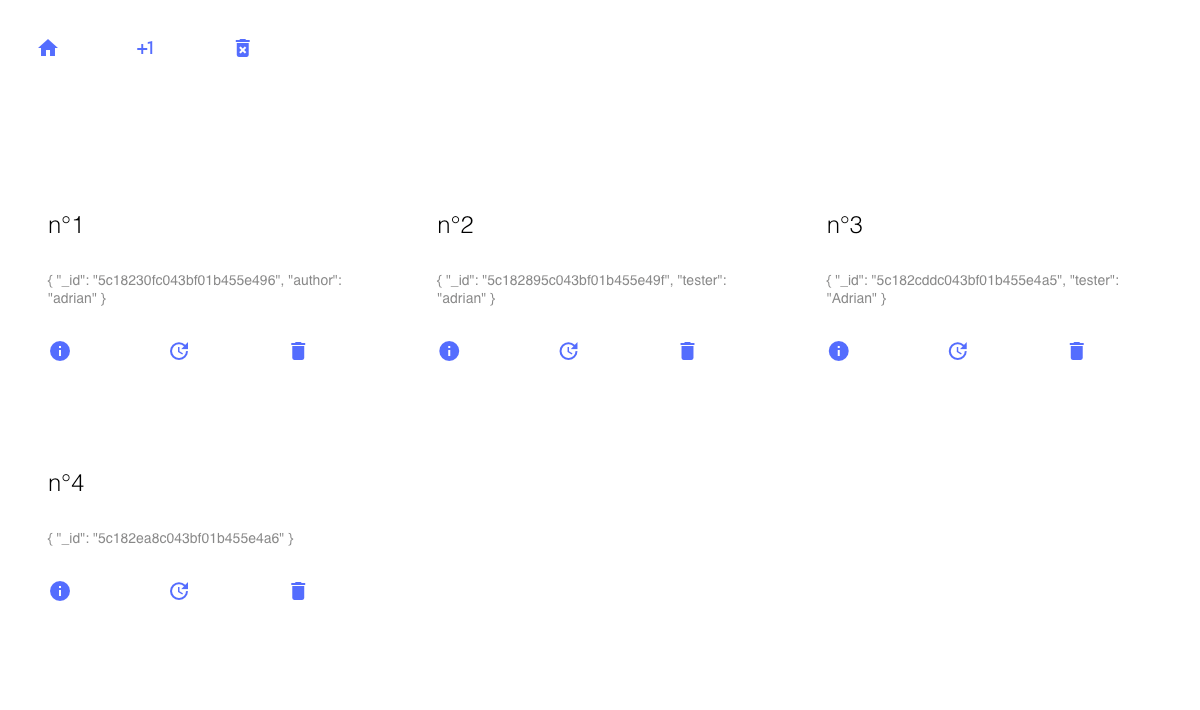 +1
n°1
n°2
n°3
{ "_id": "5c18230fc043bf01b455e496", "author":
"adrian" }
{ "_id": "5c182895c043bf01b455e49f", "tester":
"adrian" }
{ "_id": "5c182cddc043bf01b455e4a5", "tester":
"Adrian" }
n°4
{ "_id": "5c182ea8c043bf01b455e4a6" }